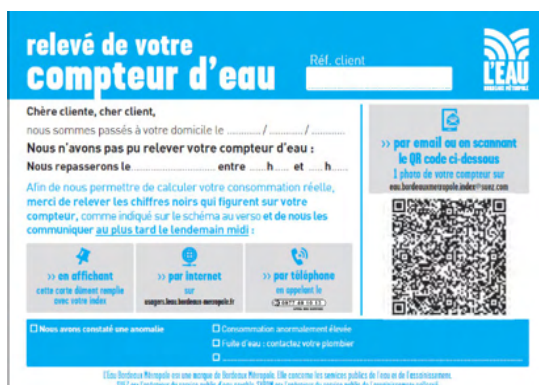 relevé de votre
compteur d'eau
Réf. client
L'EAU
BORDEAUX MÉTROPOLE
Chère cliente, cher client,
nous sommes passés à votre domicile le ............/............/............
Nous n'avons pas pu relever votre compteur d'eau :
Nous repasserons le........................ entre ......h...... et ......h......
Afin de nous permettre de calculer votre consommation réelle,
merci de relever les chiffres noirs qui figurent sur votre
compteur, comme indiqué sur le schéma au verso et de nous les
communiquer au plus tard le lendemain midi :
>> en affichant
cette carte dûment remplie
avec votre index
>> par internet
sur
usagers.leau.bordeaux-metropole.fr
>> par téléphone
en appelant le
>> par email ou en scannant
le QR code ci-dessous
1 photo de votre compteur sur
eau.bordeauxmetropole.index@suez.com
Nous avons constaté une anomalie
Consommation anormalement élevée
Fuite d'eau : contactez votre plombier
L'Eau Bordeaux Métropole est une marque de Bordeaux Métropole. Elle concerne les services publics de l'eau et de l'assainissement.